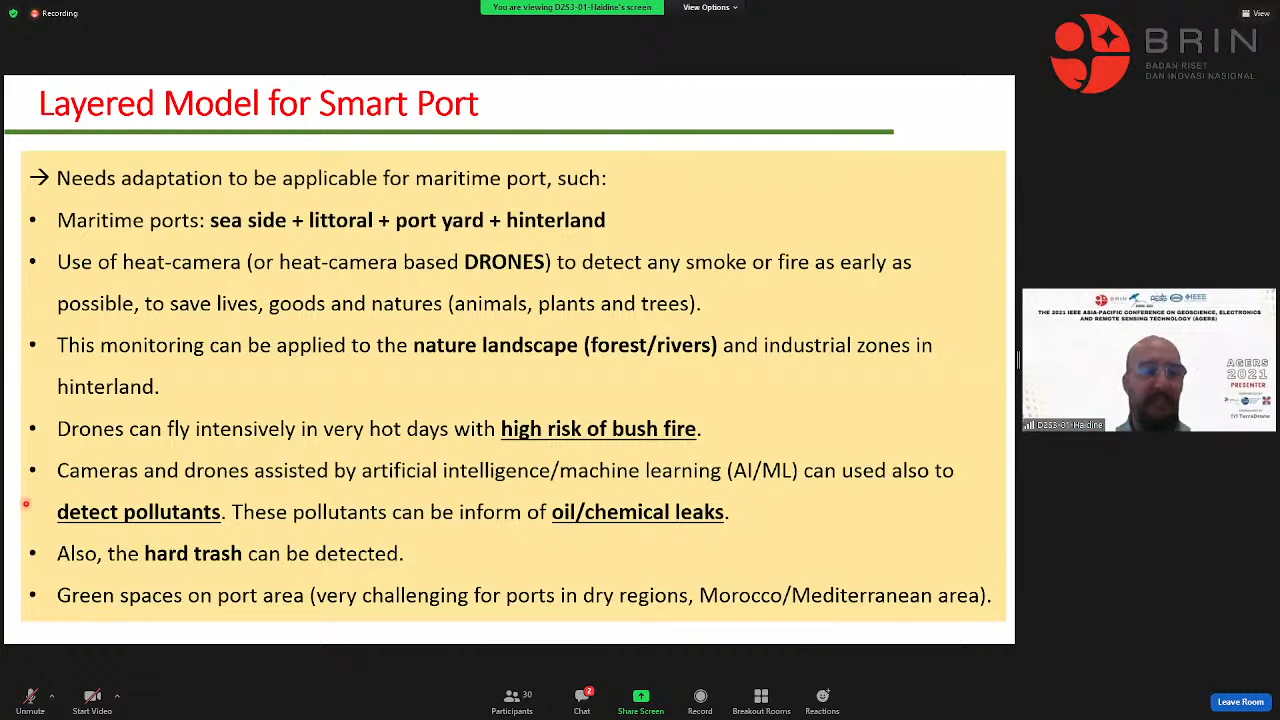 Recording
You are viewing D2S3-01-Haidine's screen
View Options
View
BRIN
BADAN RISET
DAN INOVASI NASIONAL
Layered Model for Smart Port
→ Needs adaptation to be applicable for maritime port, such:
• Maritime ports: sea side + littoral + port yard + hinterland
• Use of heat-camera (or heat-camera based DRONES) to detect any smoke or fire as early as
possible, to save lives, goods and natures (animals, plants and trees).
• This monitoring can be applied to the nature landscape (forest/rivers) and industrial zones in
hinterland.
• Drones can fly intensively in very hot days with high risk of bush fire.
• Cameras and drones assisted by artificial intelligence/machine learning (AI/ML) can used also to
detect pollutants. These pollutants can be inform of oil/chemical leaks.
• Also, the hard trash can be detected.
• Green spaces on port area (very challenging for ports in dry regions, Morocco/Mediterranean area).
BRIN
IEEE
THE 2021 IEEE ASIA-PACIFIC CONFERENCE ON GEOSCIENCE, ELECTRONICS
AND REMOTE SENSING TECHNOLOGY (AGERS)
AGERS
2021
PRESENTER
TerraDrone
D2S3-01-Haidine
Unmute
Start Video
30
Participants
2
Chat
Share Screen
Record
Breakout Rooms
Reactions
Leave Room